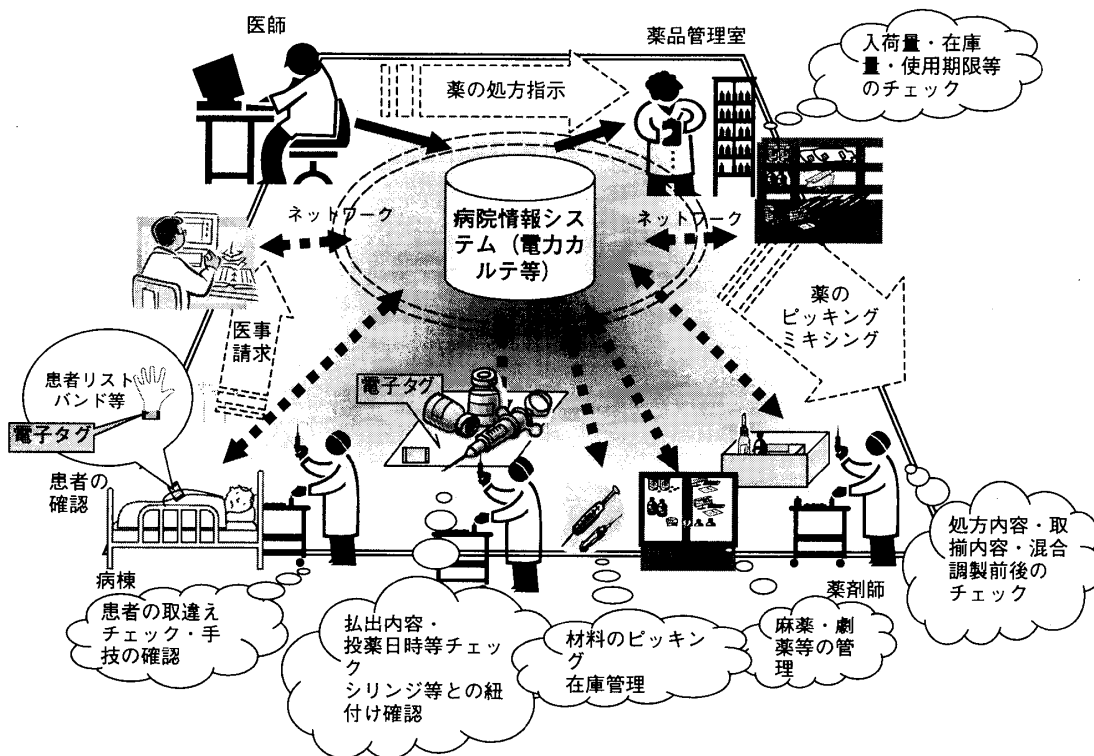 医師
薬品管理室
入荷量・在庫
量・使用期限等
のチェック
薬の処方指示
ネットワーク
病院情報シス
テム（電力カ
ルテ等）
ネットワーク
医事
請求
薬の
ピッキング
ミキシング
患者リスト
バンド等
電子タグ
電子タグ
患者の
確認
病棟
薬剤師
処方内容・取
揃内容・混合
調製前後の
チェック
患者の取違え
チェック・手
技の確認
払出内容・
投薬日時等チェッ
ク
シリンジ等との紐
付け確認
材料のピッキン
グ
在庫管理
麻薬・劇
薬等の管
理